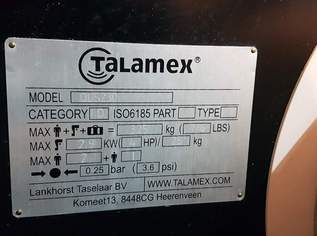 TaLaMex®
MODEL
CATEGORY D ISO6185 PART TYPE
MAX + + kg LBS)
MAX KW( HP)/ kg
MAX +
0.25 bar ( 3.6 psi)
Lankhorst Taselaar BV WWW.TALAMEX.COM
Komeet13, 8448CG Heerenveen